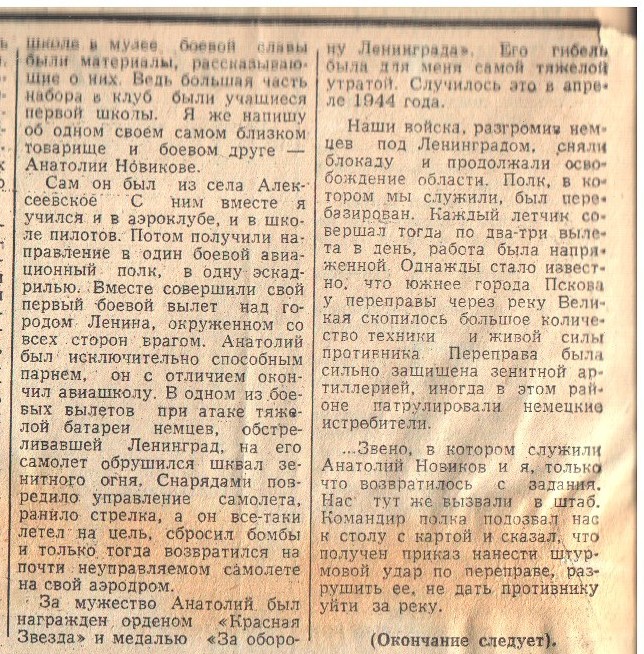 школе в музее боевой славы
были материалы, рассказываю-
щие о них. Ведь большая часть
набора в клуб были учащиеся
первой школы. Я же напишу
об одном своем самом близком
товарище и боевом друге —
Анатолии Новикове.
Сам он был из села Алек-
сеевское С ним вместе я
учился и в аэроклубе, и в шко-
ле пилотов. Потом получили на-
правление в один боевой авиа-
ционный полк, в одну эскад-
рилью. Вместе совершили свой
первый боевой вылет над го-
родом Ленина, окруженном со
всех сторон врагом. Анатолий
был исключительно способным
парнем, он с отличием окон-
чил авиашколу. В одном из бое-
вых вылетов при атаке тяже-
лой батареи немцев, обстре-
ливавшей Ленинград, на его
самолет обрушился шквал зе-
нитного огня. Снарядами пов-
редило управление самолета,
ранило стрелка, а он все-таки
летел на цель, сбросил бомбы
и только тогда возвратился на
почти неуправляемом самолете
на свой аэродром.
За мужество Анатолий был
награжден орденом «Красная
Звезда» и медалью «За оборо-
ну Ленинграда». Его гибель
была для меня самой тяжелой
утратой. Случилось это в апре-
ле 1944 года.
Наши войска, разгромив нем-
цев под Ленинградом, сняли
блокаду и продолжали осво-
бождение области. Полк, в ко-
тором мы служили, был пере-
базирован. Каждый летчик со-
вершал тогда по два-три выле-
та в день, работа была напря-
женной. Однажды стало извест-
но, что южнее города Пскова
у переправы через реку Вели-
кая скопилось большое количе-
ство техники и живой силы
противника. Переправа была
сильно защищена зенитной ар-
тиллерией, иногда в этом рай-
оне патрулировали немецкие
истребители.
...Звено, в котором служили
Анатолий Новиков и я, только
что возвратилось с задания.
Нас тут же вызвали в штаб.
Командир полка подозвал нас
к столу с картой и сказал, что
получен приказ нанести штур-
мовой удар по переправе, раз-
рушить ее, не дать противнику
уйти за реку.
(Окончание следует).